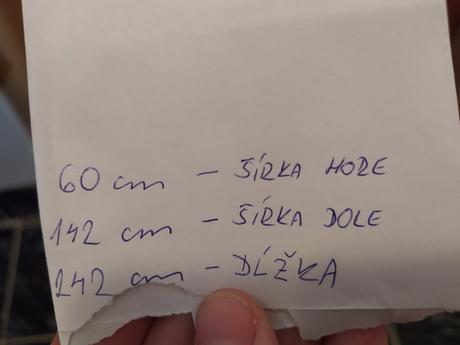 60 cm – ŠÍRKA HORE
142 cm – ŠÍRKA DOLE
242 cm – DĹŽKA